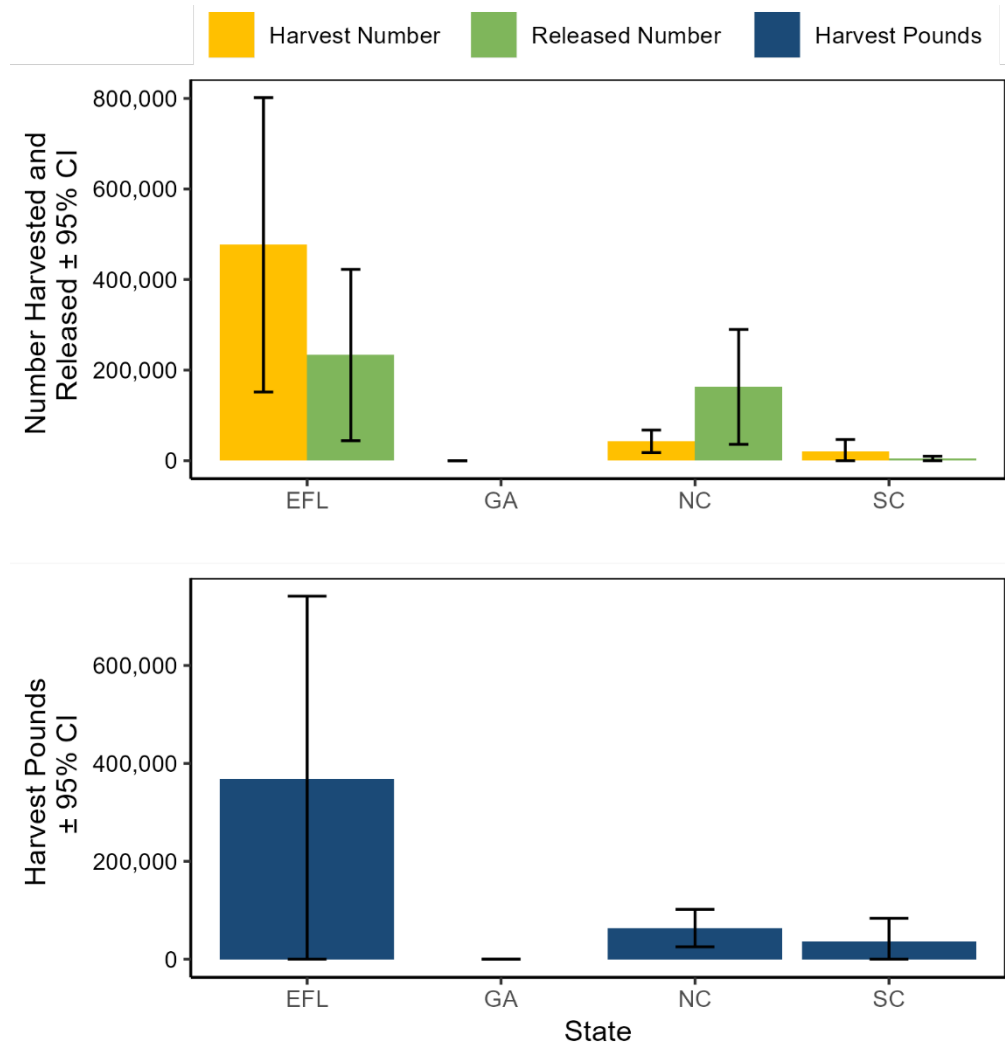 Harvest Number Released Number Harvest Pounds
Number Harvested and
Released ± 95% CI
800,000
600,000
400,000
200,000
0
EFL GA NC SC
Harvest Pounds
± 95% CI
600,000
400,000
200,000
0
EFL GA NC SC
State